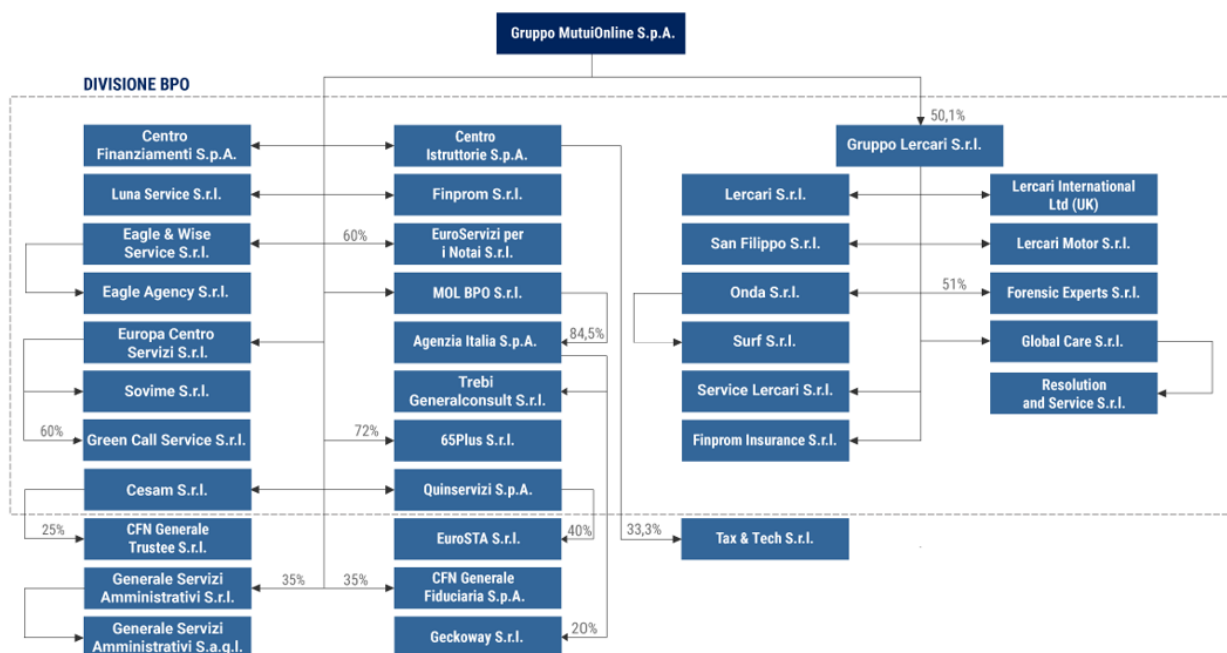 Gruppo MutuiOnline S.p.A.
DIVISIONE BPO
50,1%
Centro
Finanziamenti S.p.A.
Centro
Istruttorie S.p.A.
Gruppo Lercari S.r.l.
Luna Service S.r.l.
Finprom S.r.l.
Lercari S.r.l.
Lercari International
Ltd (UK)
Eagle & Wise
Service S.r.l.
60%
EuroServizi per
i Notai S.r.l.
San Filippo S.r.l.
Lercari Motor S.r.l.
Eagle Agency S.r.l.
MOL BPO S.r.l.
Onda S.r.l.
51%
Forensic Experts S.r.l.
Europa Centro
Servizi S.r.l.
Agenzia Italia S.p.A.
84,5%
Surf S.r.l.
Global Care S.r.l.
Sovime S.r.l.
Trebi
Generalconsult S.r.l.
Service Lercari S.r.l.
Resolution
and Service S.r.l.
60%
Green Call Service S.r.l.
72%
65Plus S.r.l.
Finprom Insurance S.r.l.
Cesam S.r.l.
Quinservizi S.p.A.
25%
CFN Generale
Trustee S.r.l.
EuroSTA S.r.l.
40%
33,3%
Tax & Tech S.r.l.
Generale Servizi
Amministrativi S.r.l.
35%
35%
CFN Generale
Fiduciaria S.p.A.
Generale Servizi
Amministrativi S.a.g.l.
Geckoway S.r.l.
20%